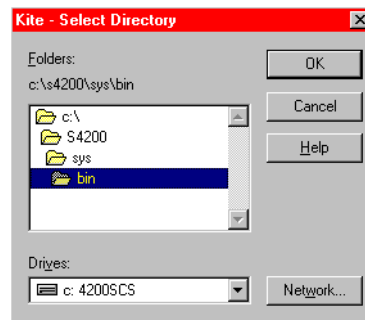 Kite - Select Directory
Folders:
c:\s4200\sys\bin
c:\
S4200
sys
bin
Drives:
c: 4200SCS
OK
Cancel
Help
Network...